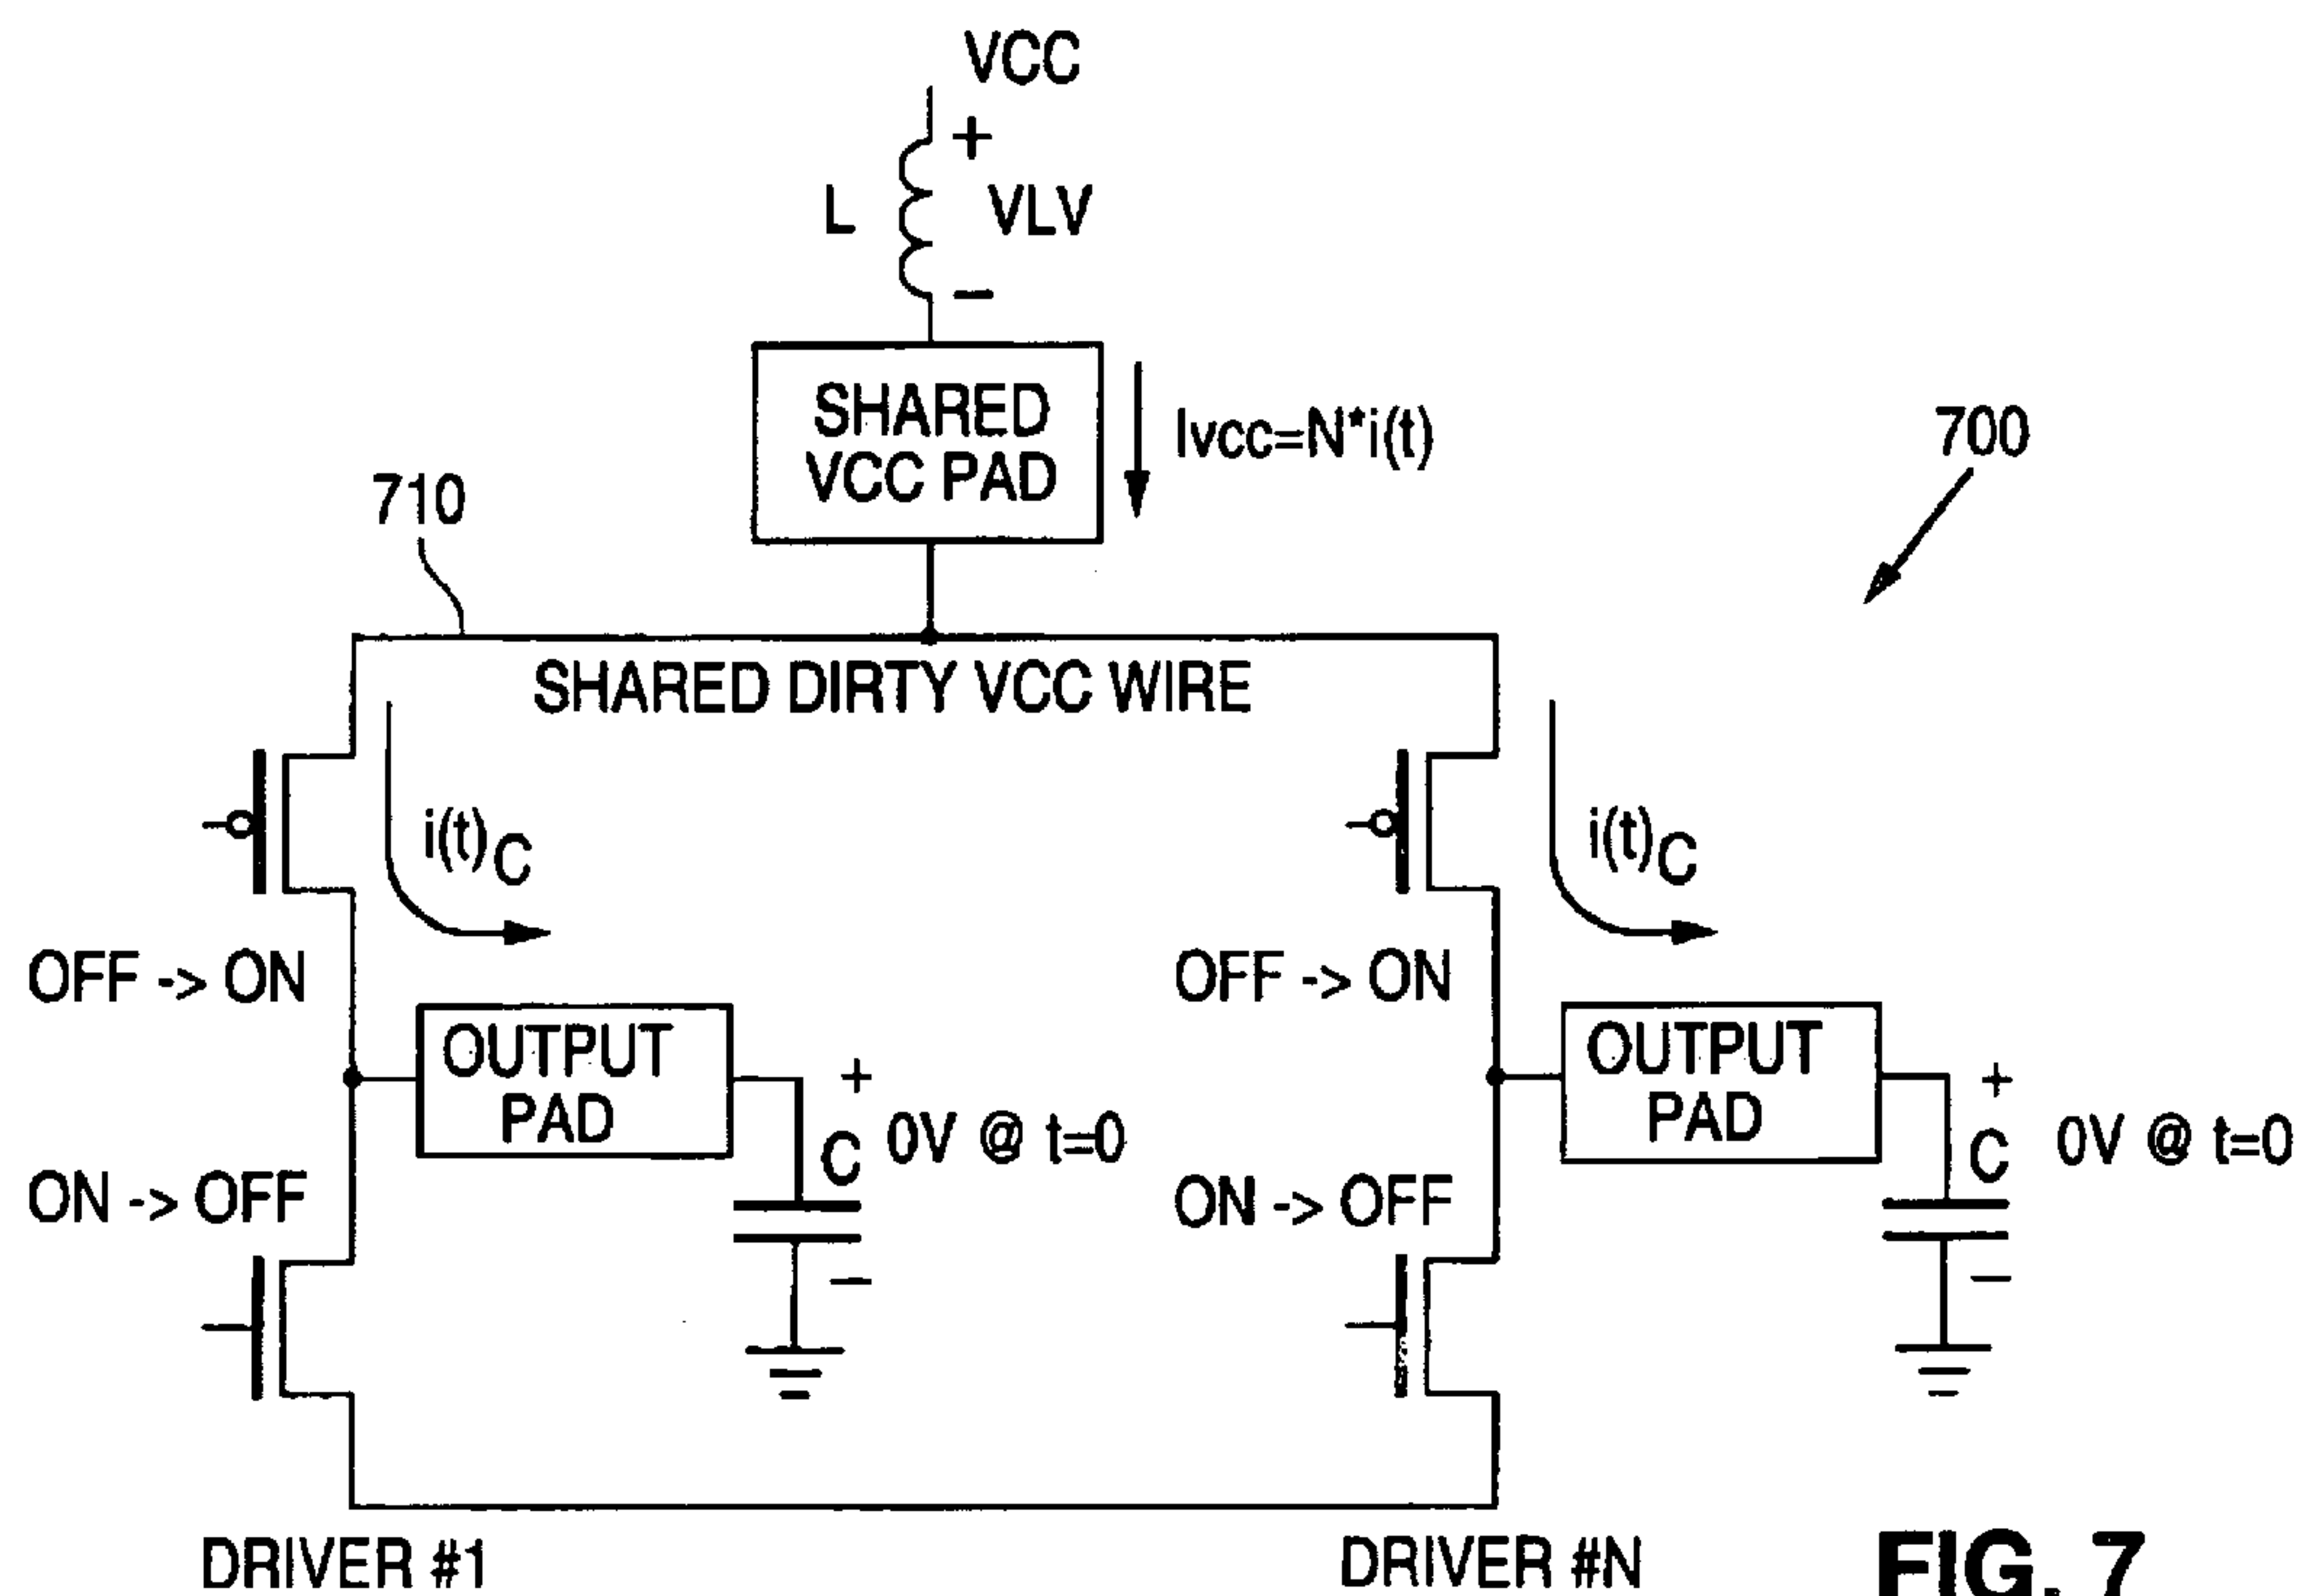 VCC
+
L VLV
−
SHARED
VCC PAD
Ivcc=N*i(t)
700
710
SHARED DIRTY VCC WIRE
i(t)C
i(t)C
OFF -> ON
OFF -> ON
OUTPUT
PAD
+
C 0V @ t=0
−
OUTPUT
PAD
+
C 0V @ t=0
−
ON -> OFF
ON -> OFF
DRIVER #1
DRIVER #N
FIG. 7